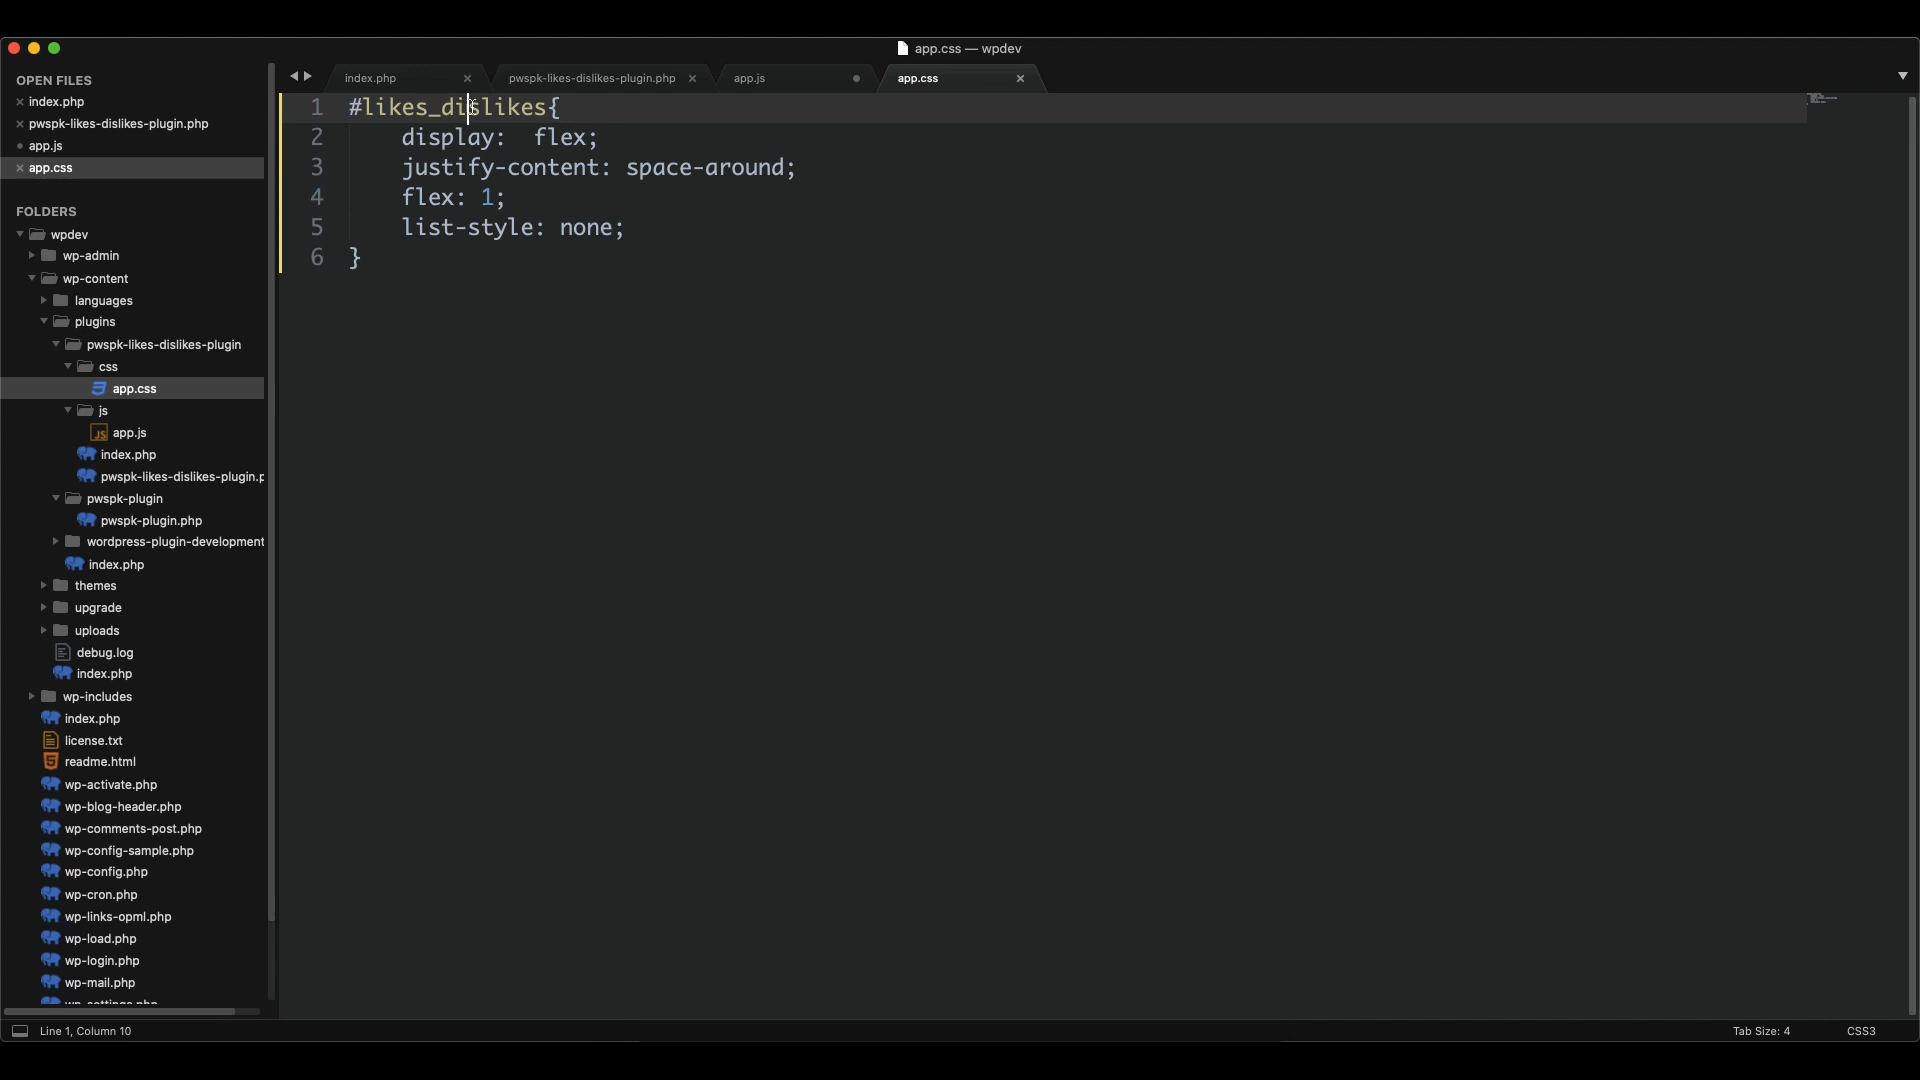 app.css — wpdev
OPEN FILES
index.php
pwspk-likes-dislikes-plugin.php
app.js
app.css
FOLDERS
wpdev
wp-admin
wp-content
languages
plugins
pwspk-likes-dislikes-plugin
css
app.css
js
app.js
index.php
pwspk-likes-dislikes-plugin.p
pwspk-plugin
pwspk-plugin.php
wordpress-plugin-development
index.php
themes
upgrade
uploads
debug.log
index.php
wp-includes
index.php
license.txt
readme.html
wp-activate.php
wp-blog-header.php
wp-comments-post.php
wp-config-sample.php
wp-config.php
wp-cron.php
wp-links-opml.php
wp-load.php
wp-login.php
wp-mail.php
wp-settings.php
index.php
pwspk-likes-dislikes-plugin.php
app.js
app.css
1 #likes_dislikes{
2 display:  flex;
3 justify-content: space-around;
4 flex: 1;
5 list-style: none;
6 }
Line 1, Column 10
Tab Size: 4
CSS3